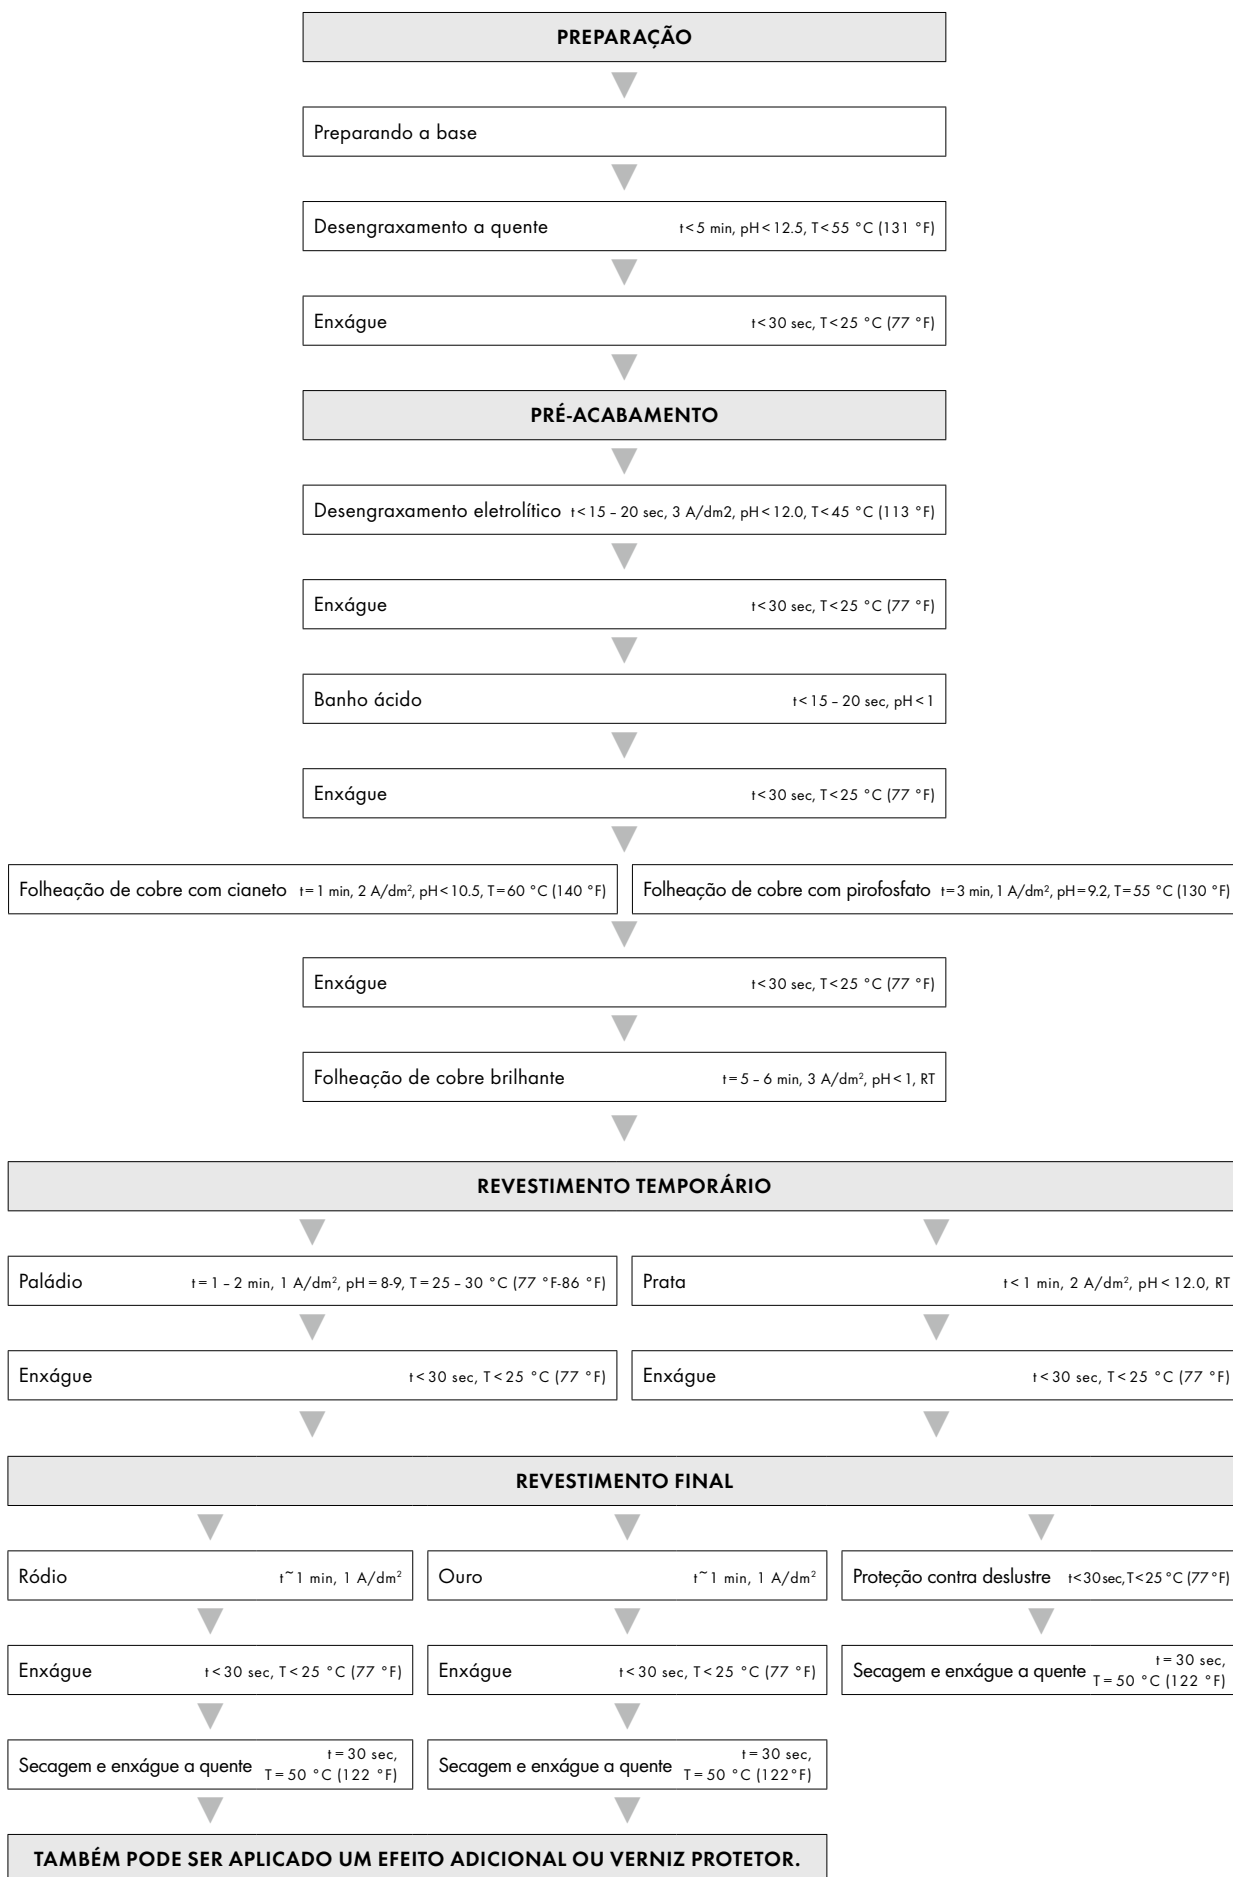 PREPARAÇÃO
Preparando a base
Desengraxamento a quente t<5 min, pH<12.5, T<55 °C (131 °F)
Enxágue t<30 sec, T<25 °C (77 °F)
PRÉ-ACABAMENTO
Desengraxamento eletrolítico t<15 – 20 sec, 3 A/dm2, pH<12.0, T<45 °C (113 °F)
Enxágue t<30 sec, T<25 °C (77 °F)
Banho ácido t<15 – 20 sec, pH<1
Enxágue t<30 sec, T<25 °C (77 °F)
Folheação de cobre com cianeto t=1 min, 2 A/dm², pH<10.5, T=60 °C (140 °F)
Folheação de cobre com pirofosfato t=3 min, 1 A/dm², pH=9.2, T=55 °C (130 °F)
Enxágue t<30 sec, T<25 °C (77 °F)
Folheação de cobre brilhante t=5 – 6 min, 3 A/dm², pH<1, RT
REVESTIMENTO TEMPORÁRIO
Paládio t=1 – 2 min, 1 A/dm², pH=8-9, T=25 – 30 °C (77 °F-86 °F)
Prata t<1 min, 2 A/dm², pH<12.0, RT
Enxágue t<30 sec, T<25 °C (77 °F)
Enxágue t<30 sec, T<25 °C (77 °F)
REVESTIMENTO FINAL
Ródio t~1 min, 1 A/dm²
Ouro t~1 min, 1 A/dm²
Proteção contra deslustre t<30 sec, T<25 °C (77 °F)
Enxágue t<30 sec, T<25 °C (77 °F)
Enxágue t<30 sec, T<25 °C (77 °F)
Secagem e enxágue a quente t=30 sec,
T=50 °C (122 °F)
Secagem e enxágue a quente t=30 sec,
T=50 °C (122 °F)
Secagem e enxágue a quente t=30 sec,
T=50 °C (122°F)
TAMBÉM PODE SER APLICADO UM EFEITO ADICIONAL OU VERNIZ PROTETOR.